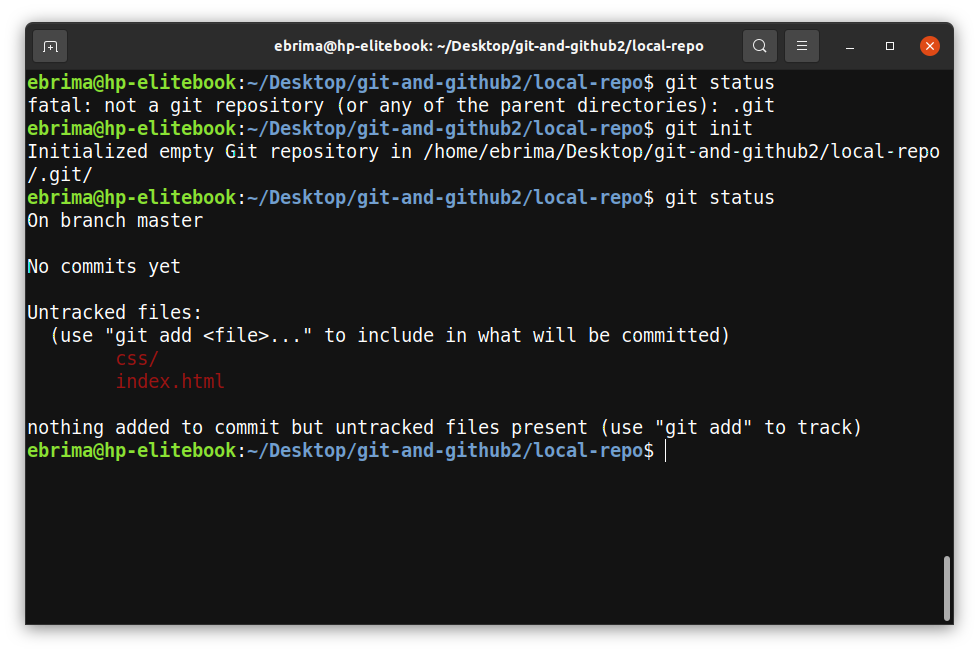 ebrima@hp-elitebook: ~/Desktop/git-and-github2/local-repo
ebrima@hp-elitebook:~/Desktop/git-and-github2/local-repo$ git status
fatal: not a git repository (or any of the parent directories): .git
ebrima@hp-elitebook:~/Desktop/git-and-github2/local-repo$ git init
Initialized empty Git repository in /home/ebrima/Desktop/git-and-github2/local-repo
/.git/
ebrima@hp-elitebook:~/Desktop/git-and-github2/local-repo$ git status
On branch master
No commits yet
Untracked files:
  (use "git add <file>..." to include in what will be committed)
        css/
        index.html
nothing added to commit but untracked files present (use "git add" to track)
ebrima@hp-elitebook:~/Desktop/git-and-github2/local-repo$